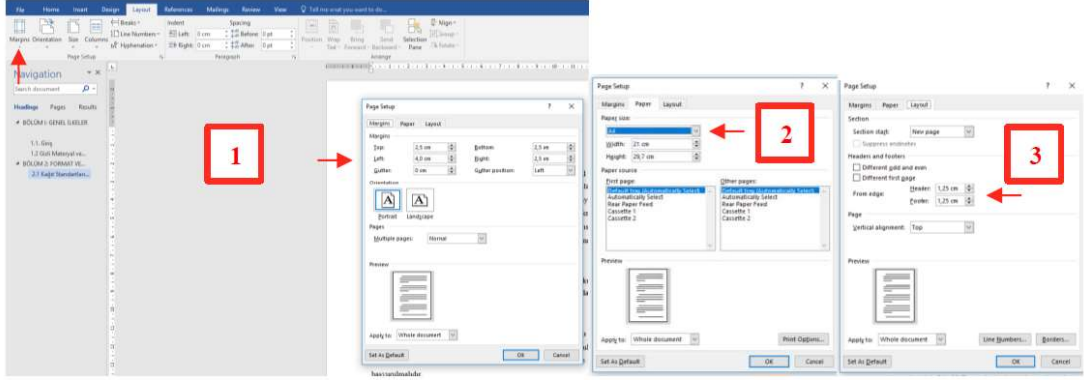 File Home Insert Design Layout References Mailings Review View Tell me what you want to do...
Margins Orientation Size Columns
Breaks
Line Numbers
Hyphenation
Page Setup
Indent
Left: 0 cm
Right: 0 cm
Spacing
Before: 0 pt
After: 0 pt
Paragraph
Position Wrap Text Bring Forward Send Backward Selection Pane
Align
Group
Rotate
Arrange
Navigation
Search document
Headings Pages Results
BÖLÜM I: GENEL İLKELER
1.1. Giriş
1.2 Gizli Materyal ve...
BÖLÜM 2: FORMAT VE...
2.1 Kağıt Standartları...
1
Page Setup
Margins Paper Layout
Margins
Top: 2,5 cm Bottom: 2,5 cm
Left: 4,0 cm Right: 2,5 cm
Gutter: 0 cm Gutter position: Left
Orientation
Portrait Landscape
Pages
Multiple pages: Normal
Preview
Apply to: Whole document
Set As Default OK Cancel
2
Page Setup
Margins Paper Layout
Paper size:
A4
Width: 21 cm
Height: 29,7 cm
Paper source
First page: Other pages:
Default tray (Automatically Select) Default tray (Automatically Select)
Automatically Select Automatically Select
Rear Paper Feed Rear Paper Feed
Cassette 1 Cassette 1
Cassette 2 Cassette 2
Preview
Apply to: Whole document Print Options...
Set As Default OK Cancel
3
Page Setup
Margins Paper Layout
Section
Section start: New page
Suppress endnotes
Headers and footers
Different odd and even
Different first page
From edge: Header: 1,25 cm
Footer: 1,25 cm
Page
Vertical alignment: Top
Preview
Apply to: Whole document Line Numbers... Borders...
Set As Default OK Cancel